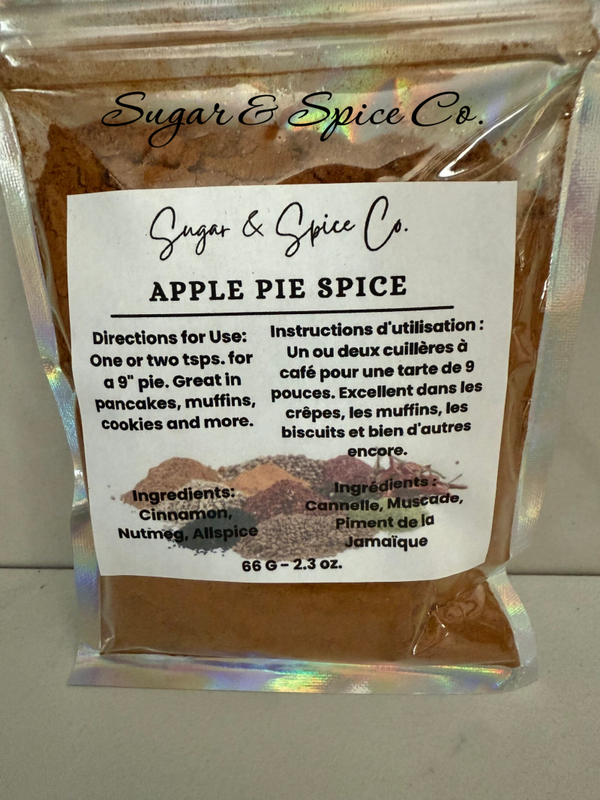 Sugar & Spice Co.
Sugar & Spice Co.
APPLE PIE SPICE
Directions for Use:
One or two tsps. for
a 9" pie. Great in
pancakes, muffins,
cookies and more.
Instructions d'utilisation :
Un ou deux cuillères à
café pour une tarte de 9
pouces. Excellent dans les
crêpes, les muffins, les
biscuits et bien d'autres
encore.
Ingredients:
Cinnamon,
Nutmeg, Allspice
Ingrédients :
Cannelle, Muscade,
Piment de la
Jamaïque
66 G - 2.3 oz.